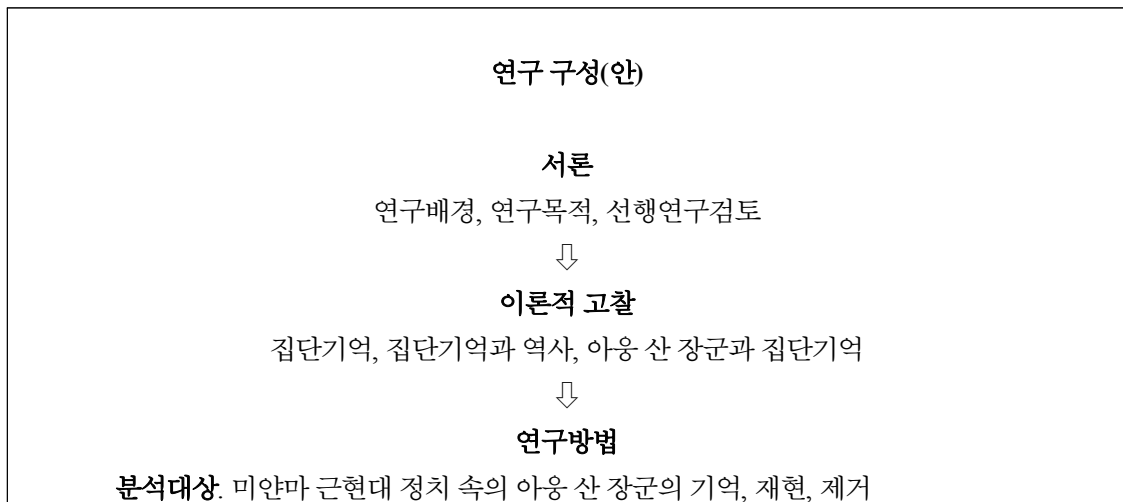 연구 구성(안)
서론
연구배경, 연구목적, 선행연구검토
⇩
이론적 고찰
집단기억, 집단기억과 역사, 아웅 산 장군과 집단기억
⇩
연구방법
분석대상. 미얀마 근현대 정치 속의 아웅 산 장군의 기억, 재현, 제거